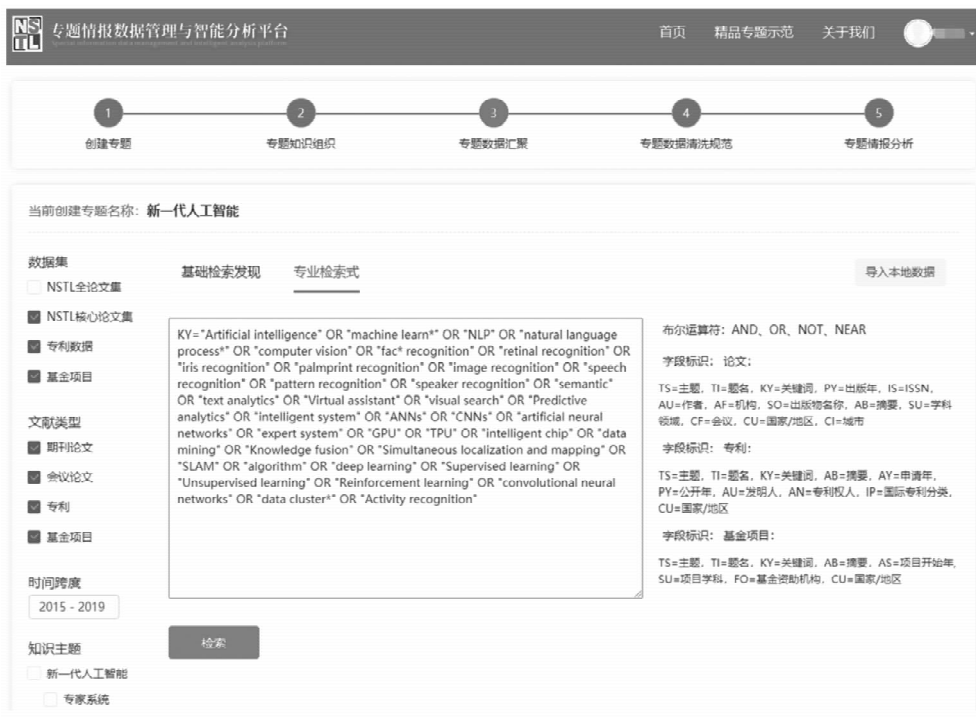 NSTL 专题情报数据管理与智能分析平台
Special information data management and intelligent analysis platform
首页 精品专题示范 关于我们
1 2 3 4 5
创建专题 专题知识组织 专题数据汇聚 专题数据清洗规范 专题情报分析
当前创建专题名称: 新一代人工智能
数据集
NSTL全论文集
NSTL核心论文集
专利数据
基金项目
文献类型
期刊论文
会议论文
专利
基金项目
时间跨度
2015 - 2019
知识主题
新一代人工智能
专家系统
基础检索发现 专业检索式
导入本地数据
KY="Artificial intelligence" OR "machine learn*" OR "NLP" OR "natural language
process*" OR "computer vision" OR "fac* recognition" OR "retinal recognition" OR
"iris recognition" OR "palmprint recognition" OR "image recognition" OR "speech
recognition" OR "pattern recognition" OR "speaker recognition" OR "semantic"
OR "text analytics" OR "Virtual assistant" OR "visual search" OR "Predictive
analytics" OR "intelligent system" OR "ANNs" OR "CNNs" OR "artificial neural
networks" OR "expert system" OR "GPU" OR "TPU" OR "intelligent chip" OR "data
mining" OR "Knowledge fusion" OR "Simultaneous localization and mapping" OR
"SLAM" OR "algorithm" OR "deep learning" OR "Supervised learning" OR
"Unsupervised learning" OR "Reinforcement learning" OR "convolutional neural
networks" OR "data cluster*" OR "Activity recognition"
检索
布尔运算符: AND、OR、NOT、NEAR
字段标识: 论文:
TS=主题, TI=题名, KY=关键词, PY=出版年, IS=ISSN,
AU=作者, AF=机构, SO=出版物名称, AB=摘要, SU=学科
领域, CF=会议, CU=国家/地区, CI=城市
字段标识: 专利:
TS=主题, TI=题名, KY=关键词, AB=摘要, AY=申请年,
PY=公开年, AU=发明人, AN=专利权人, IP=国际专利分类,
CU=国家/地区
字段标识: 基金项目:
TS=主题, TI=题名, KY=关键词, AB=摘要, AS=项目开始年,
SU=项目学科, FO=基金资助机构, CU=国家/地区